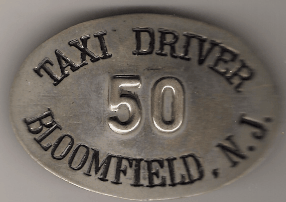 TAXI DRIVER
50
BLOOMFIELD, N.J.